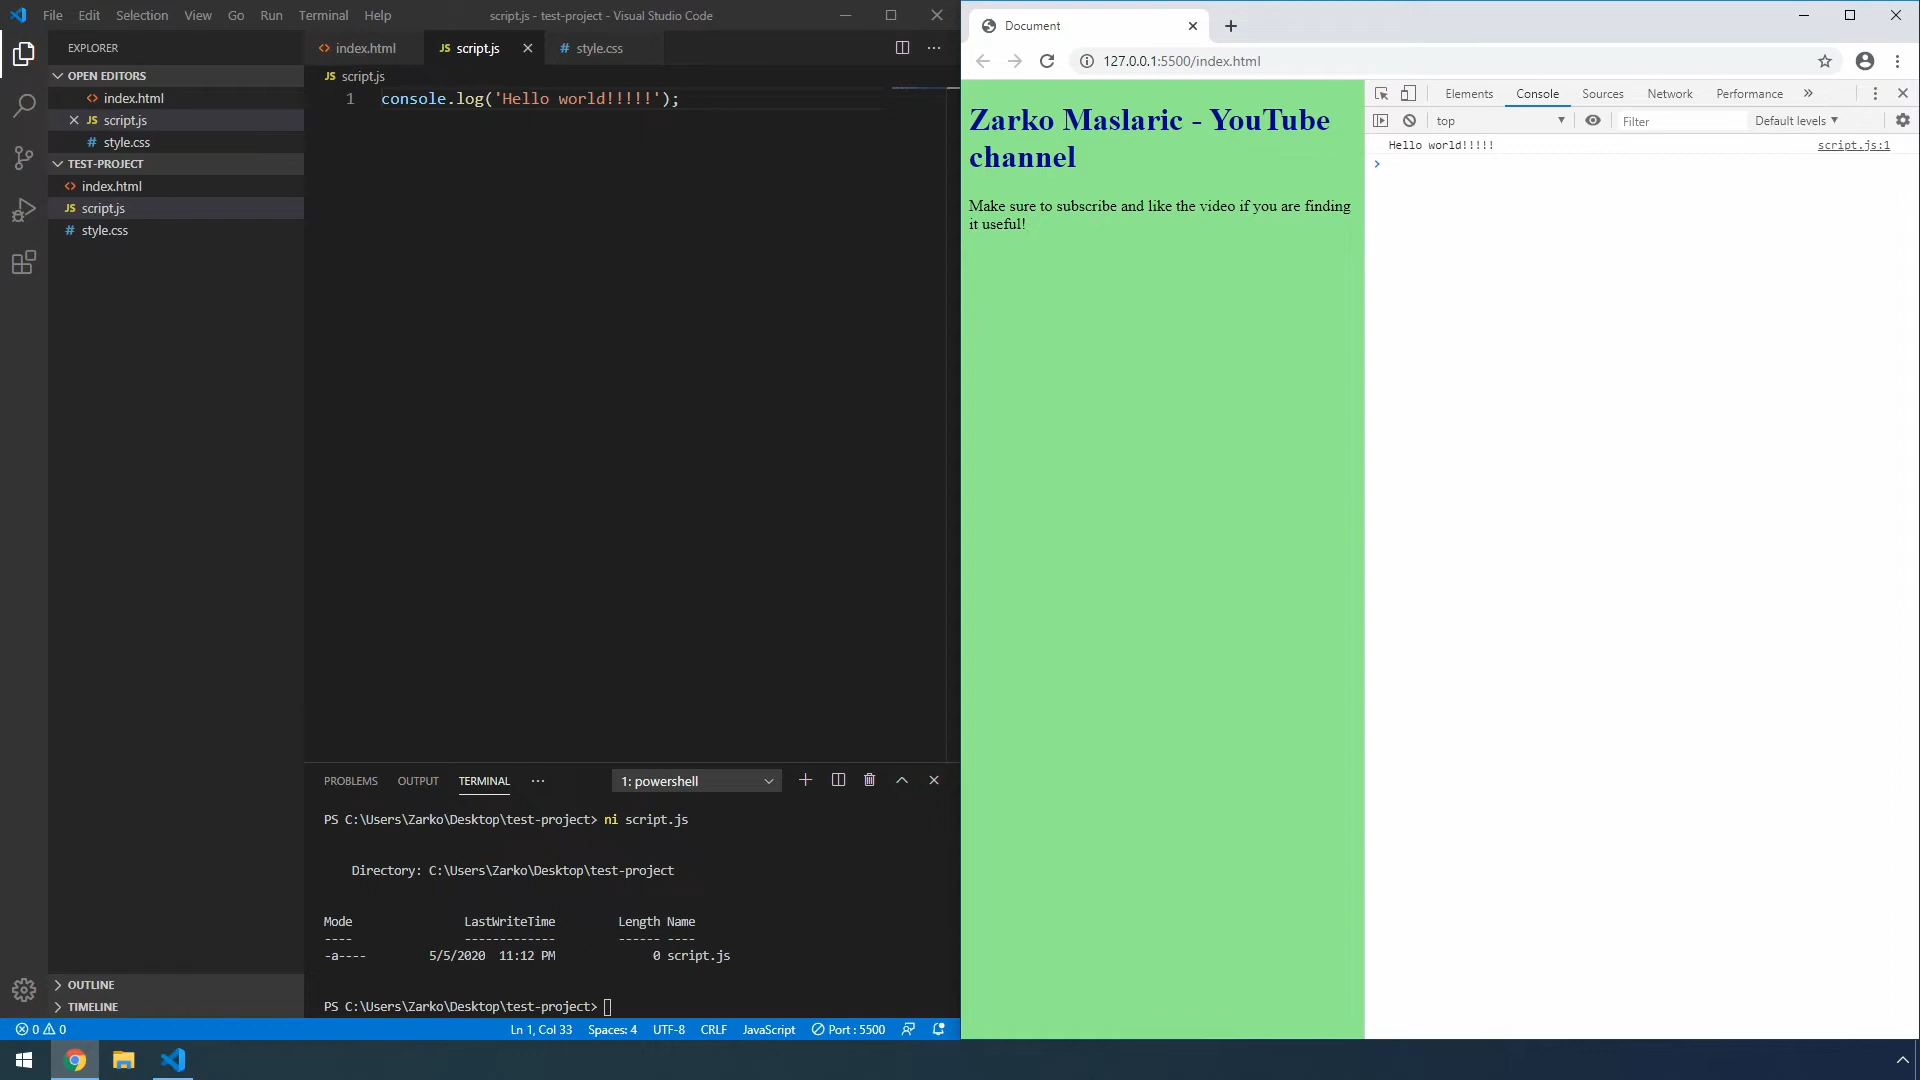 File Edit Selection View Go Run Terminal Help
script.js - test-project - Visual Studio Code
EXPLORER
OPEN EDITORS
<> index.html
JS script.js
# style.css
TEST-PROJECT
<> index.html
JS script.js
# style.css
OUTLINE
TIMELINE
<> index.html
JS script.js
# style.css
JS script.js
1 console.log('Hello world!!!!!');
PROBLEMS OUTPUT TERMINAL
1: powershell
PS C:\Users\Zarko\Desktop\test-project> ni script.js
Directory: C:\Users\Zarko\Desktop\test-project
Mode LastWriteTime Length Name
---- ------------- ------ ----
-a---- 5/5/2020 11:12 PM 0 script.js
PS C:\Users\Zarko\Desktop\test-project>
0 0
Ln 1, Col 33 Spaces: 4 UTF-8 CRLF JavaScript Port : 5500
Document
127.0.0.1:5500/index.html
Zarko Maslaric - YouTube
channel
Make sure to subscribe and like the video if you are finding
it useful!
Elements Console Sources Network Performance
top Filter Default levels
Hello world!!!!! script.js:1